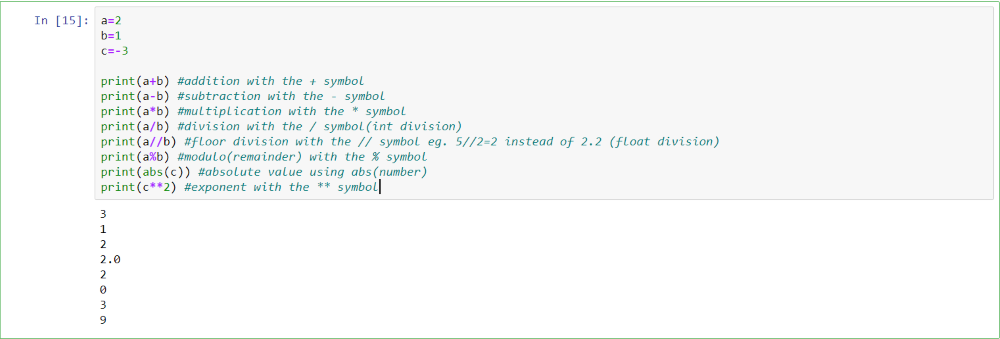 In [15]: a=2
b=1
c=-3
print(a+b) #addition with the + symbol
print(a-b) #subtraction with the - symbol
print(a*b) #multiplication with the * symbol
print(a/b) #division with the / symbol(int division)
print(a//b) #floor division with the // symbol eg. 5//2=2 instead of 2.2 (float division)
print(a%b) #modulo(remainder) with the % symbol
print(abs(c)) #absolute value using abs(number)
print(c**2) #exponent with the ** symbol
3
1
2
2.0
2
0
3
9